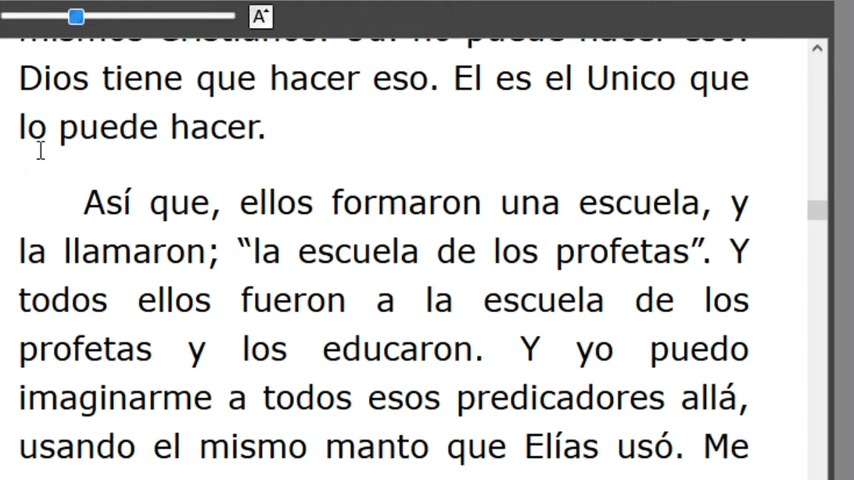 A
Dios tiene que hacer eso. El es el Unico que
lo puede hacer.
Así que, ellos formaron una escuela, y
la llamaron; “la escuela de los profetas”. Y
todos ellos fueron a la escuela de los
profetas y los educaron. Y yo puedo
imaginarme a todos esos predicadores allá,
usando el mismo manto que Elías usó. Me